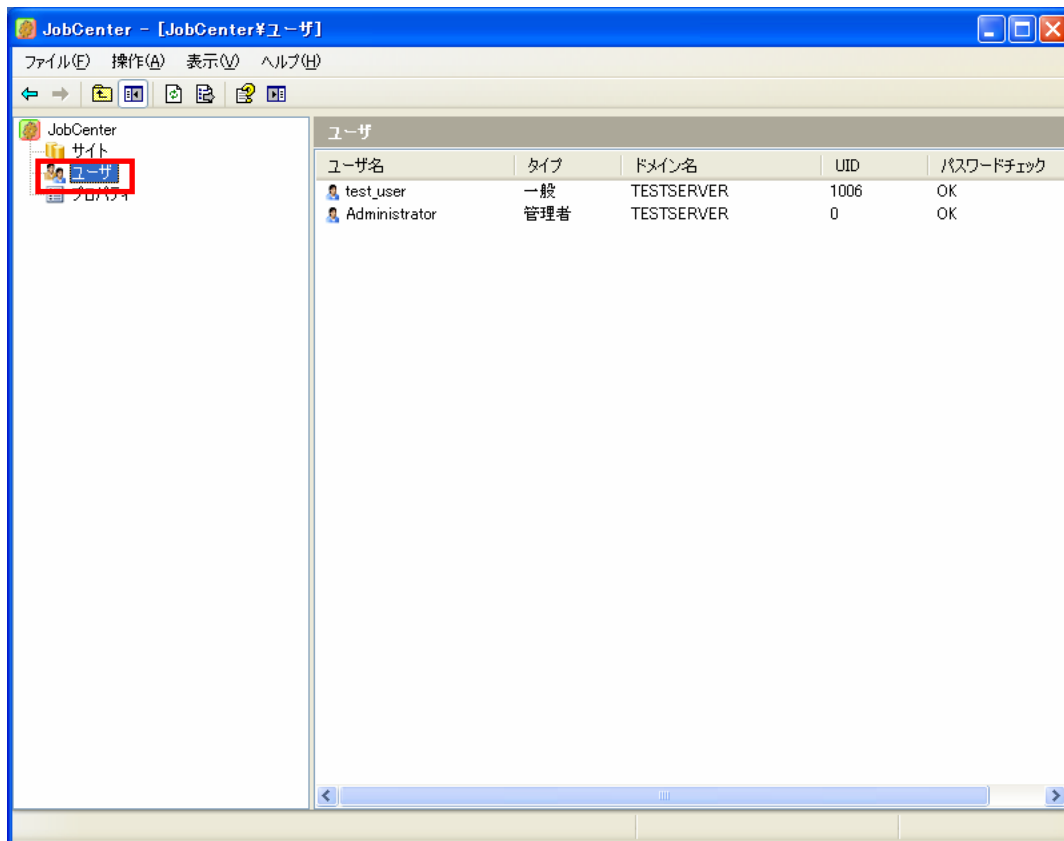 JobCenter - [JobCenter¥ユーザ]
ファイル(F) 操作(A) 表示(V) ヘルプ(H)
JobCenter
サイト
ユーザ
プロパティ
ユーザ
ユーザ名 タイプ ドメイン名 UID パスワードチェック
test_user 一般 TESTSERVER 1006 OK
Administrator 管理者 TESTSERVER 0 OK